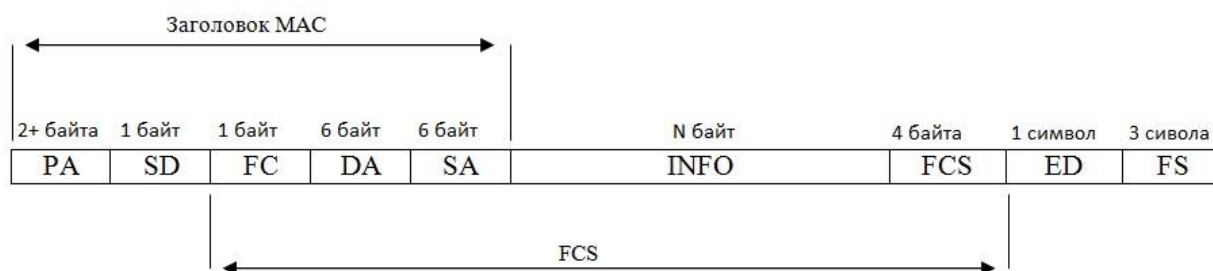 Заголовок MAC
2+ байта 1 байт 1 байт 6 байт 6 байт N байт 4 байта 1 символ 3 сивола
PA SD FC DA SA INFO FCS ED FS
FCS